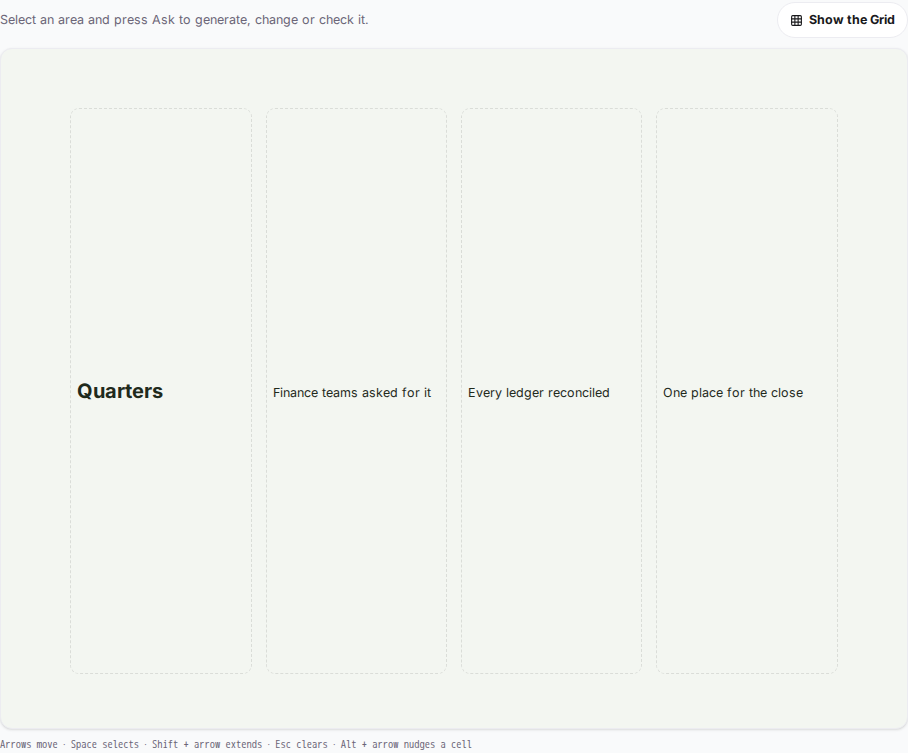 Select an area and press Ask to generate, change or check it.
Show the Grid
Quarters
Finance teams asked for it
Every ledger reconciled
One place for the close
Arrows move · Space selects · Shift + arrow extends · Esc clears · Alt + arrow nudges a cell